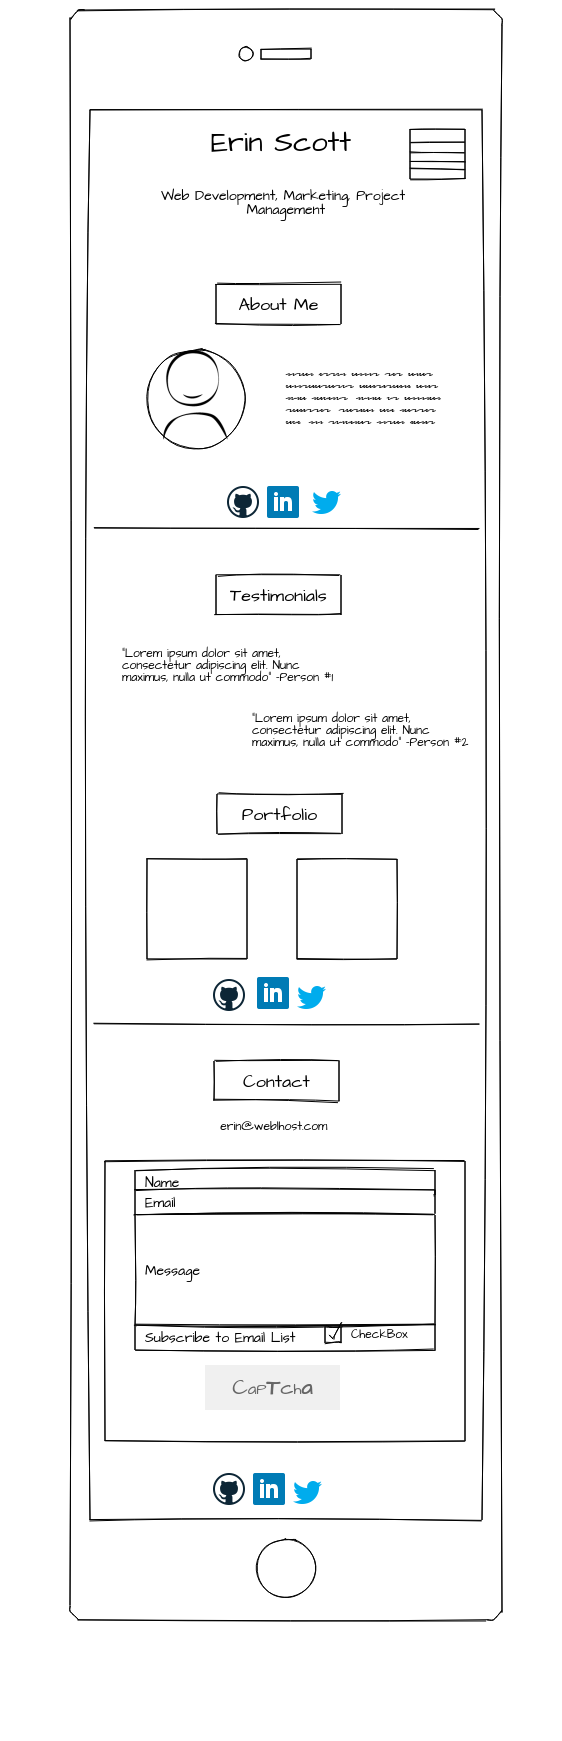 Erin Scott
Web Development, Marketing, Project
Management
About Me
in
Testimonials
"Lorem ipsum dolor sit amet,
consectetur adipiscing elit. Nunc
maximus, nulla ut commodo" -Person #1
"Lorem ipsum dolor sit amet,
consectetur adipiscing elit. Nunc
maximus, nulla ut commodo" -Person #2
Portfolio
in
Contact
erin@weblhost.com
Name
Email
Message
Subscribe to Email List CheckBox
CaPTcha
in